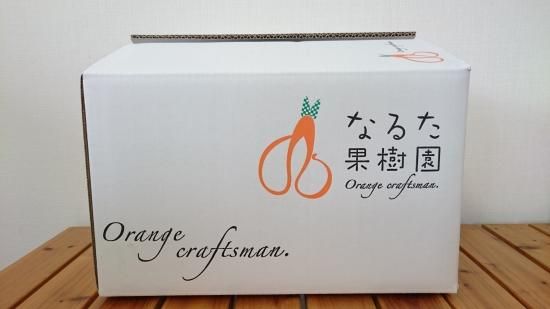 なるた
果樹園
Orange craftsman.
Orange
craftsman.